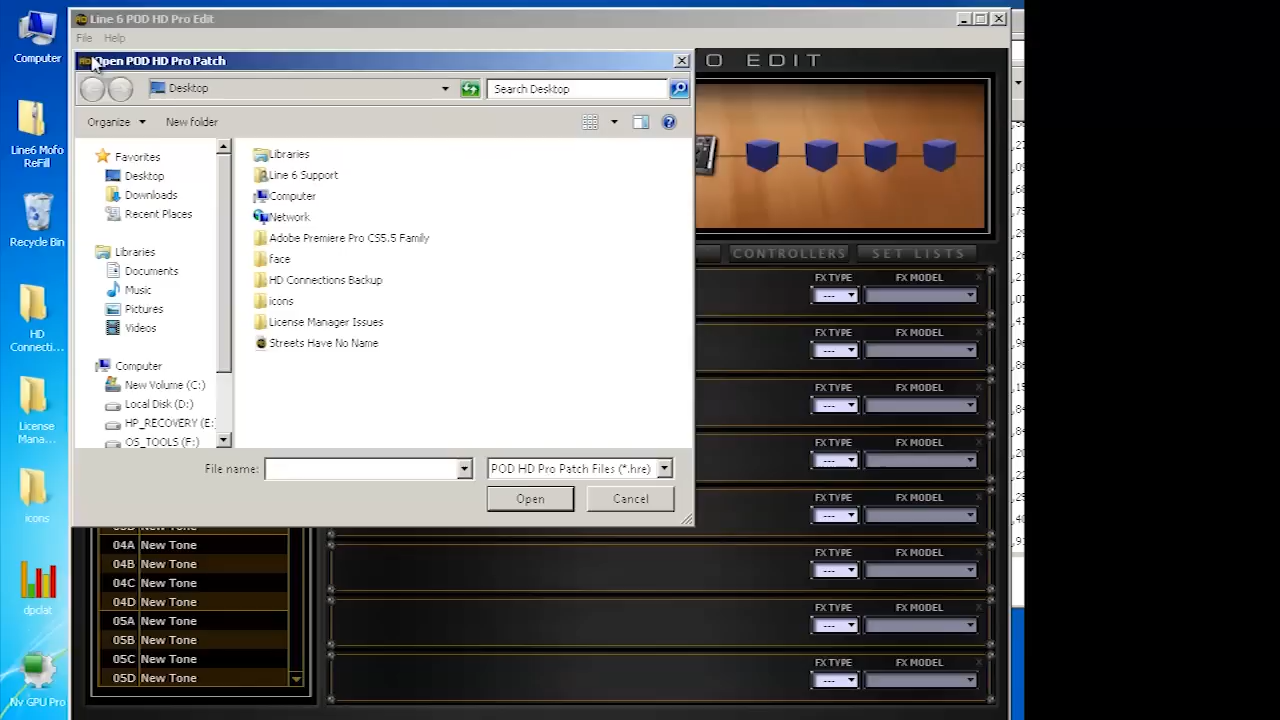 Computer
Line6 Mofo
ReFill
Recycle Bin
HD
Connecti...
License
Mana...
icons
dpclat
Nv GPU Pro
Line 6 POD HD Pro Edit
File Help
Open POD HD Pro Patch
O EDIT
Desktop
Search Desktop
Organize
New folder
Favorites
Desktop
Downloads
Recent Places
Libraries
Documents
Music
Pictures
Videos
Computer
New Volume (C:)
Local Disk (D:)
HP_RECOVERY (E:
OS_TOOLS (F:)
Libraries
Line 6 Support
Computer
Network
Adobe Premiere Pro CS5.5 Family
face
HD Connections Backup
icons
License Manager Issues
Streets Have No Name
File name:
POD HD Pro Patch Files (*.hre)
Open
Cancel
CONTROLLERS SET LISTS
FX TYPE FX MODEL
---
FX TYPE FX MODEL
---
FX TYPE FX MODEL
---
FX TYPE FX MODEL
---
FX TYPE FX MODEL
---
FX TYPE FX MODEL
---
FX TYPE FX MODEL
---
FX TYPE FX MODEL
---
04A New Tone
04B New Tone
04C New Tone
04D New Tone
05A New Tone
05B New Tone
05C New Tone
05D New Tone